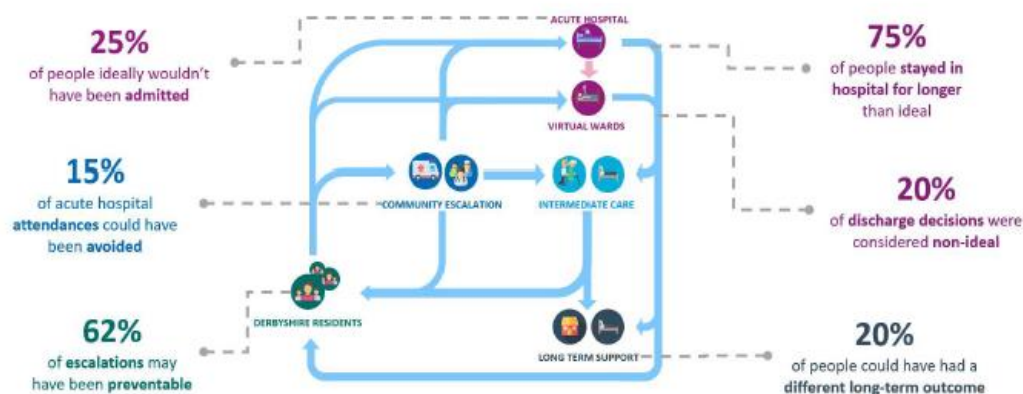 ACUTE HOSPITAL
25%
of people ideally wouldn't
have been admitted
75%
of people stayed in
hospital for longer
than ideal
VIRTUAL WARDS
15%
of acute hospital
attendances could have
been avoided
COMMUNITY ESCALATION
INTERMEDIATE CARE
20%
of discharge decisions were
considered non-ideal
DERBYSHIRE RESIDENTS
62%
of escalations may
have been preventable
LONG TERM SUPPORT
20%
of people could have had a
different long-term outcome